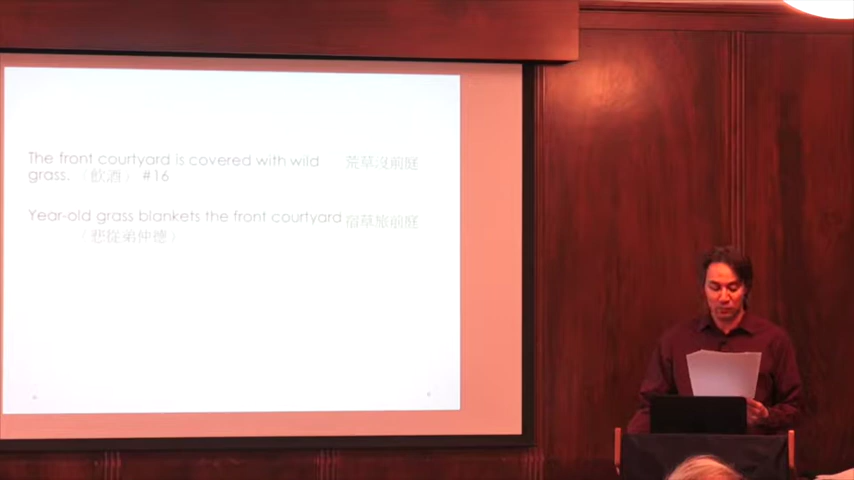 The front courtyard is covered with wild 荒草沒前庭
grass. （飲酒） #16
Year-old grass blankets the front courtyard 宿草旅前庭
（悲從弟仲德）